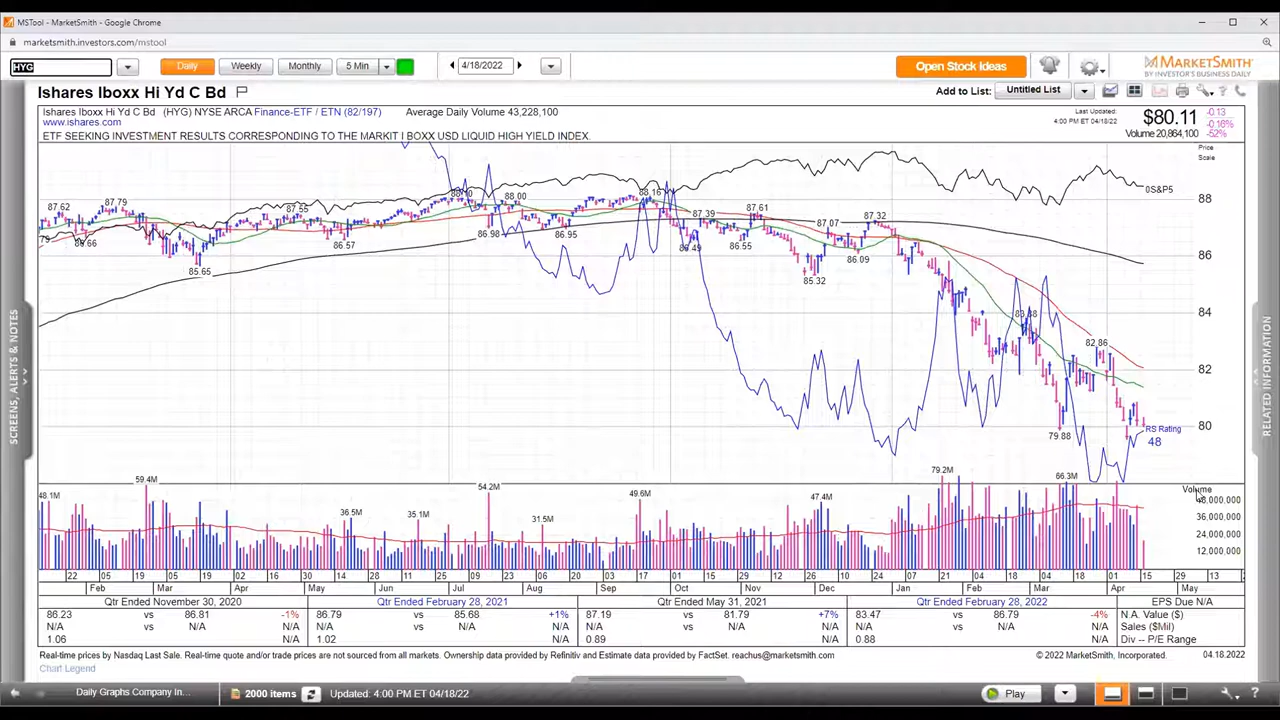 MSTool - MarketSmith - Google Chrome
marketsmith.investors.com/mstool
HYG Daily Weekly Monthly 5 Min 4/18/2022 Open Stock Ideas MARKETSMITH
BY INVESTOR'S BUSINESS DAILY
Ishares Iboxx Hi Yd C Bd Add to List: Untitled List
Ishares Iboxx Hi Yd C Bd (HYG) NYSE ARCA Finance-ETF / ETN (82/197) Average Daily Volume 43,228,100
www.ishares.com
ETF SEEKING INVESTMENT RESULTS CORRESPONDING TO THE MARKT IBOXX USD LIQUID HIGH YIELD INDEX.
Last Updated:
4:00 PM ET 04/18/22
$80.11 -0.13
-0.16%
Volume 20,864,100 -52%
Price
Scale
0S&P5
88
86
84
82
80
87.62 87.79 87.55 88.00 88.16 87.39 87.61 87.07 87.32
85.65 86.57 86.98 86.95 86.55 85.32 86.09
82.86
79.88
RS Rating
48
Volume
48,000,000
36,000,000
24,000,000
12,000,000
48.1M 59.4M 36.5M 35.1M 54.2M 31.5M 49.6M 47.4M 79.2M 66.3M
22 05 19 05 19 02 16 30 14 28 11 25 09 23 06 20 03 17 01 15 29 12 10 24 07 21 04 18 04 18 01 15 29 13
Feb Mar Apr May Jun Jul Aug Sep Oct Nov Dec Jan Feb Mar Apr May
Qtr Ended November 30, 2020 Qtr Ended February 28, 2021 Qtr Ended May 31, 2021 Qtr Ended February 28, 2022 EPS Due N/A
86.23 vs 86.81 -1% 86.79 vs 85.68 +1% 87.19 vs 81.79 +7% 83.47 vs 86.79 -4% N.A. Value ($)
N/A vs N/A N/A N/A vs N/A N/A N/A vs N/A N/A N/A vs N/A N/A Sales ($Mil)
1.06 N/A 1.02 N/A 0.89 N/A 0.88 N/A Div -- P/E Range
Real-time prices by Nasdaq Last Sale. Real-time quote and/or trade prices are not sourced from all markets. Ownership data provided by Refinitiv and Estimate data provided by FactSet. reachus@marketsmith.com © 2022 MarketSmith, Incorporated. 04.18.2022
Chart Legend
SCREENS, ALERTS & NOTES
RELATED INFORMATION
Daily Graphs Company In... 2000 items Updated: 4:00 PM ET 04/18/22 Play